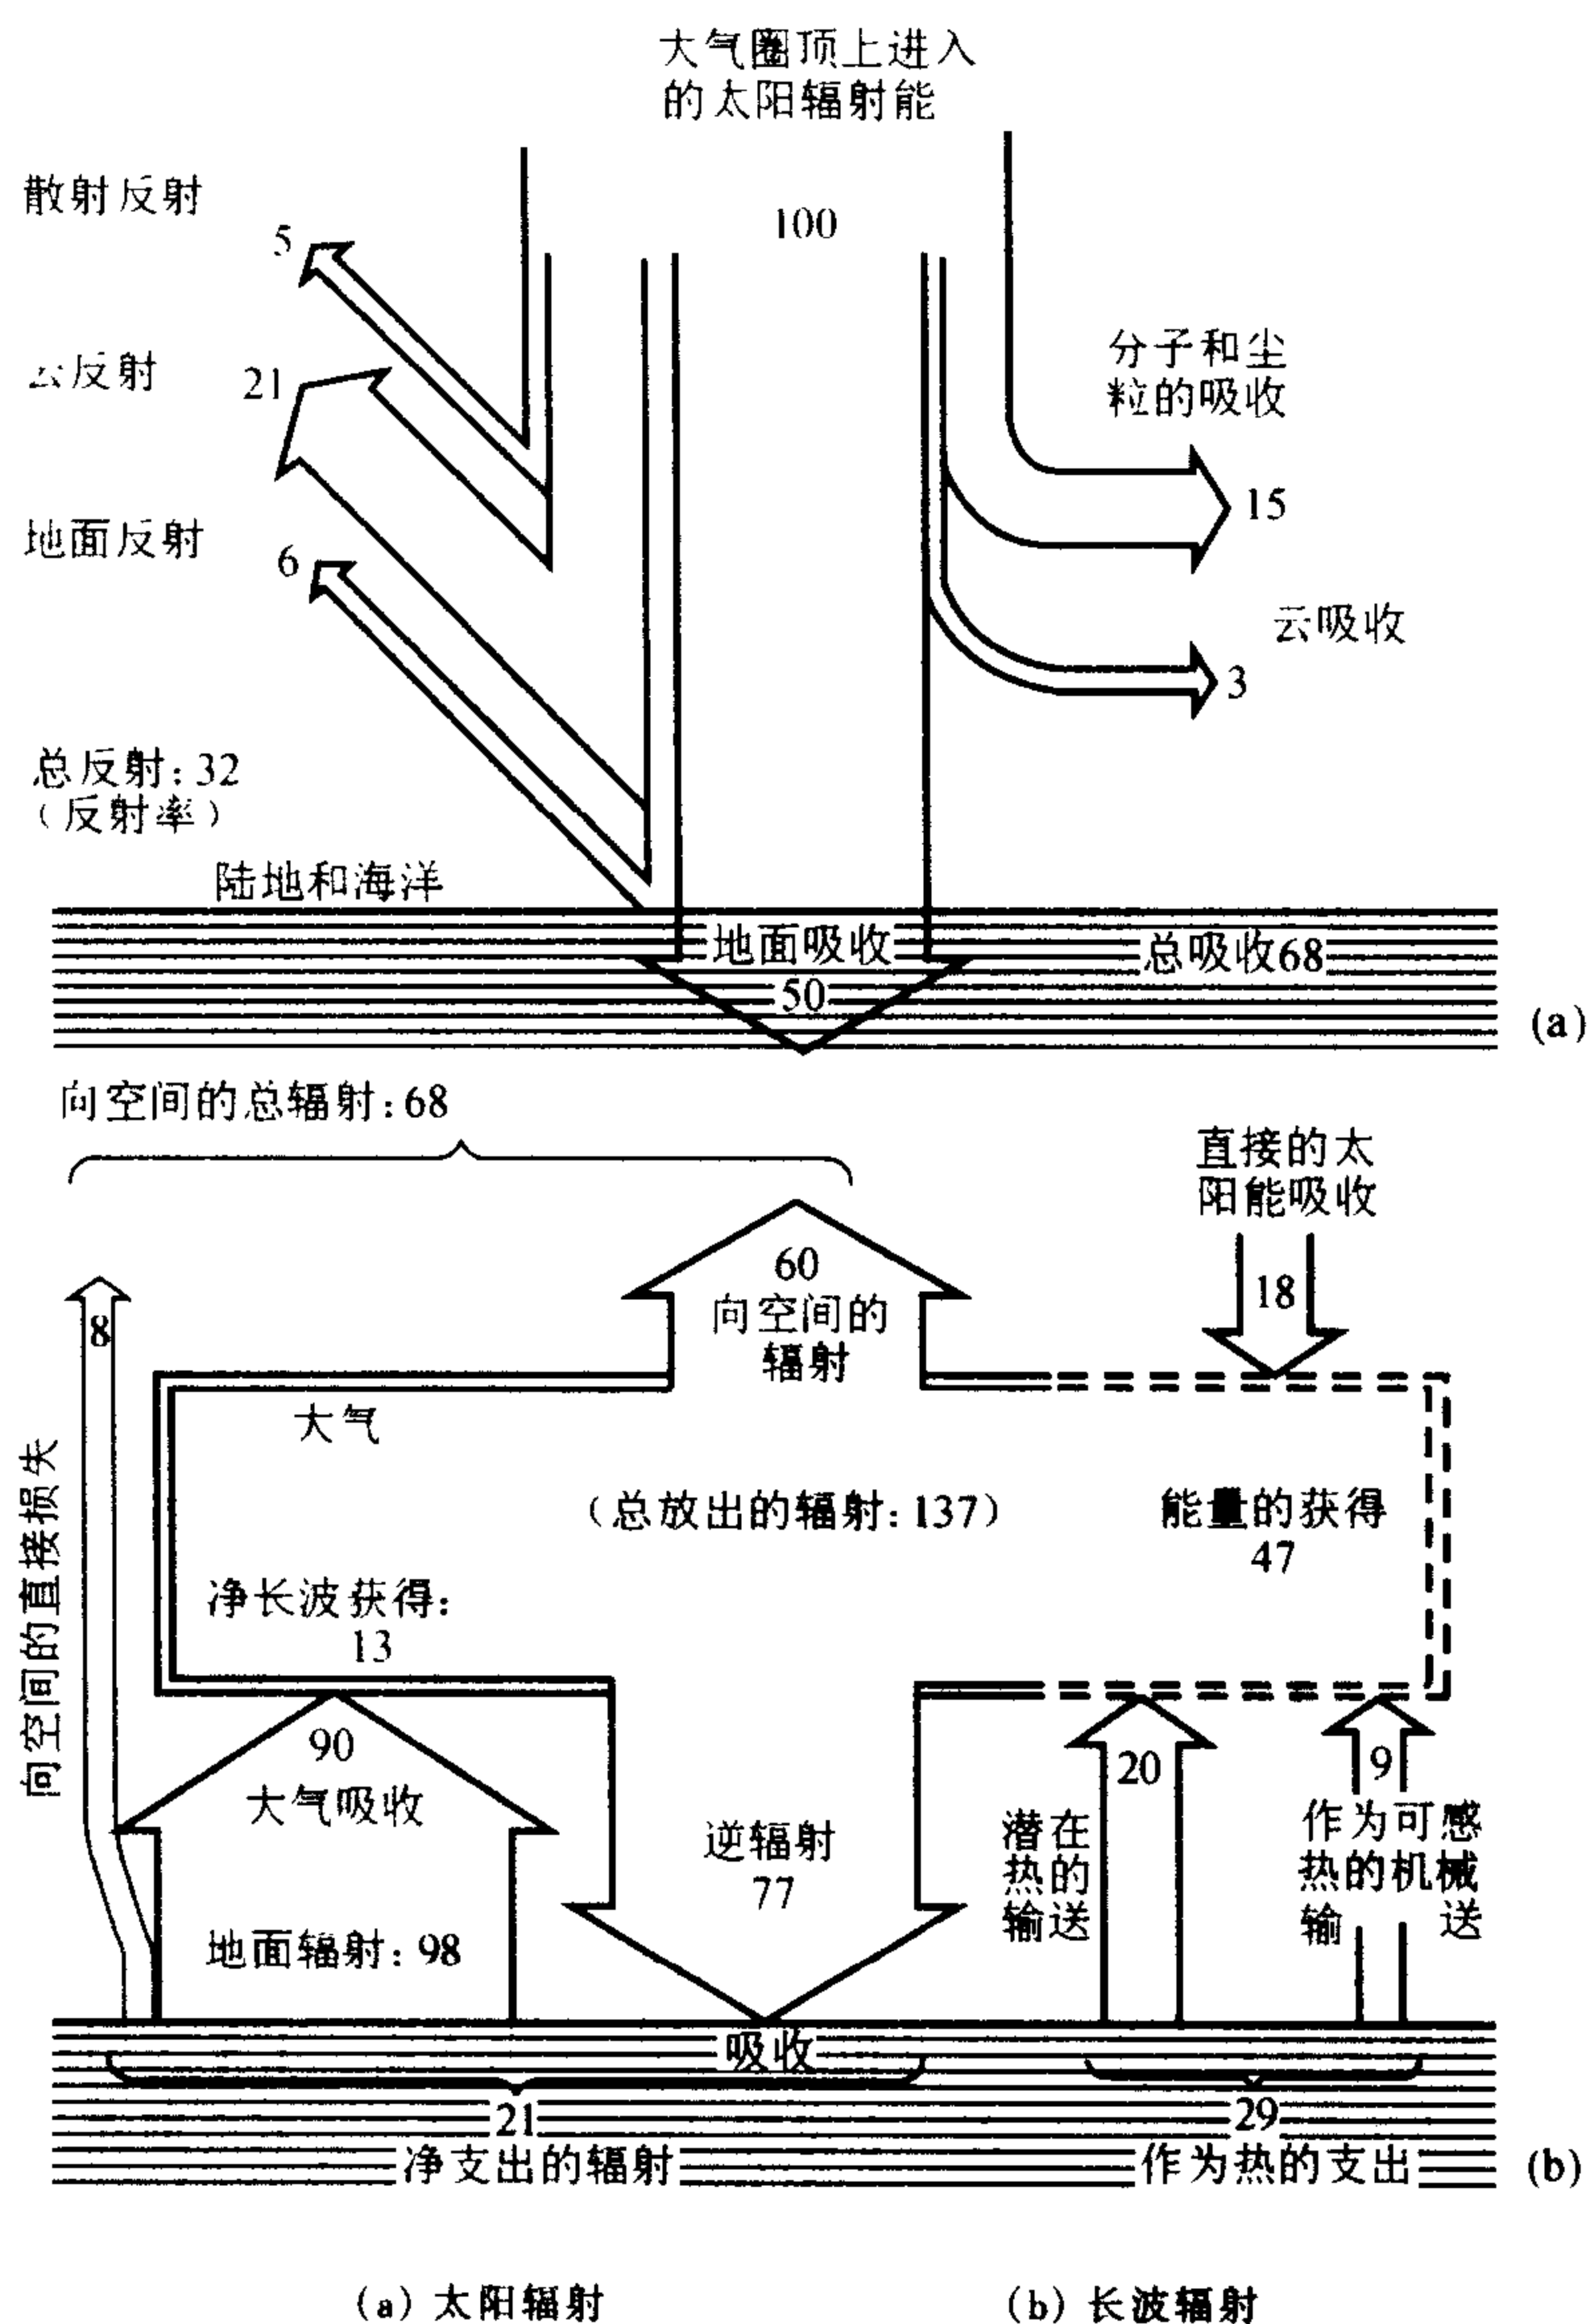 大气圈顶上进入
的太阳辐射能
100
散射反射
5
云反射
21
地面反射
6
分子和尘
粒的吸收
15
云吸收
3
总反射：32
（反射率）
陆地和海洋
地面吸收
50
总吸收68
(a)
向空间的总辐射：68
直接的太
阳能吸收
18
60
向空间的
辐射
8
向空间的直接损失
大气
（总放出的辐射：137）
能量的获得
47
净长波获得：
13
90
大气吸收
地面辐射：98
逆辐射
77
20
潜在
热的
输送
9
作为可感
热的机械
输送
吸收
21
净支出的辐射
29
作为热的支出
(b)
(a) 太阳辐射
(b) 长波辐射